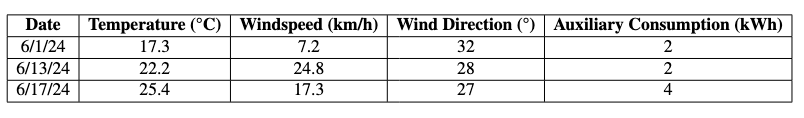 Date Temperature (°C) Windspeed (km/h) Wind Direction (°) Auxiliary Consumption (kWh)
6/1/24 17.3 7.2 32 2
6/13/24 22.2 24.8 28 2
6/17/24 25.4 17.3 27 4